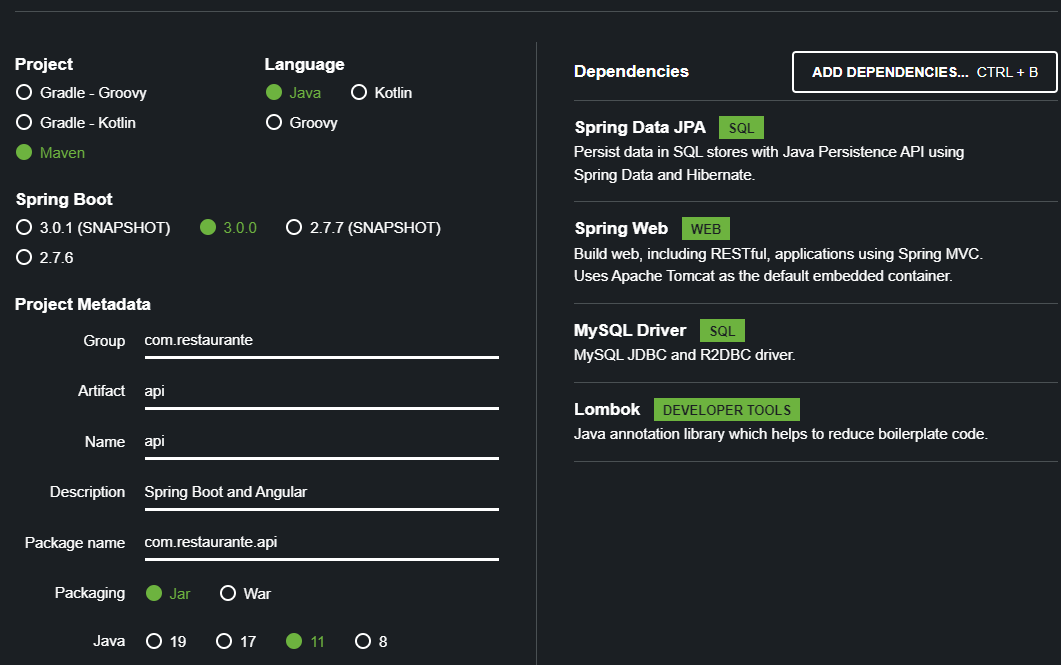 Project
Gradle - Groovy
Gradle - Kotlin
Maven
Language
Java Kotlin
Groovy
Spring Boot
3.0.1 (SNAPSHOT) 3.0.0 2.7.7 (SNAPSHOT)
2.7.6
Project Metadata
Group com.restaurante
Artifact api
Name api
Description Spring Boot and Angular
Package name com.restaurante.api
Packaging Jar War
Java 19 17 11 8
Dependencies ADD DEPENDENCIES... CTRL + B
Spring Data JPA SQL
Persist data in SQL stores with Java Persistence API using
Spring Data and Hibernate.
Spring Web WEB
Build web, including RESTful, applications using Spring MVC.
Uses Apache Tomcat as the default embedded container.
MySQL Driver SQL
MySQL JDBC and R2DBC driver.
Lombok DEVELOPER TOOLS
Java annotation library which helps to reduce boilerplate code.